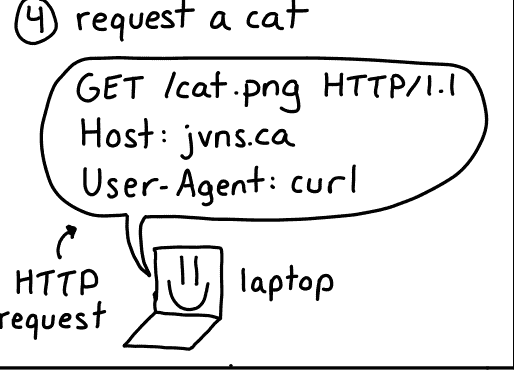 ④ request a cat
GET /cat.png HTTP/1.1
Host: jvns.ca
User-Agent: curl
HTTP
request
laptop